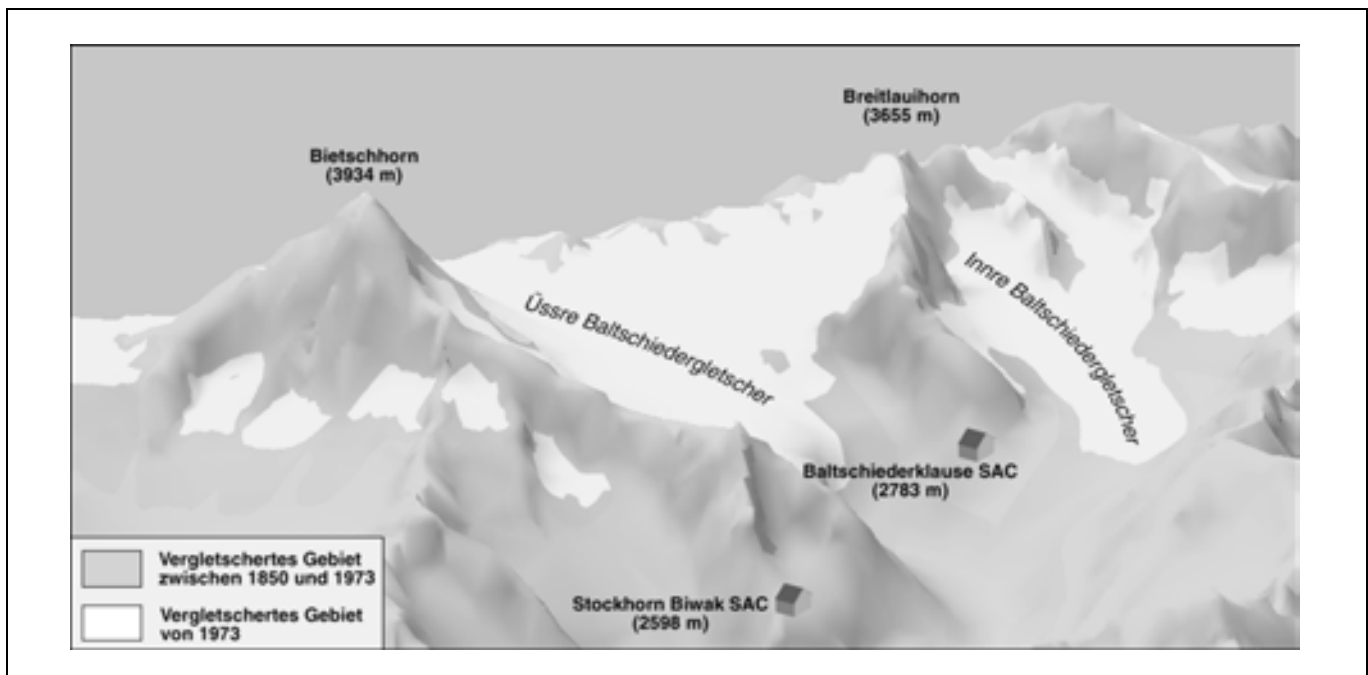 Breitlauihorn
(3655 m)
Bietschhorn
(3934 m)
Üssre Baltschiedergletscher
Innre Baltschiedergletscher
Baltschiederklause SAC
(2783 m)
Stockhorn Biwak SAC
(2598 m)
Vergletschertes Gebiet
zwischen 1850 und 1973
Vergletschertes Gebiet
von 1973